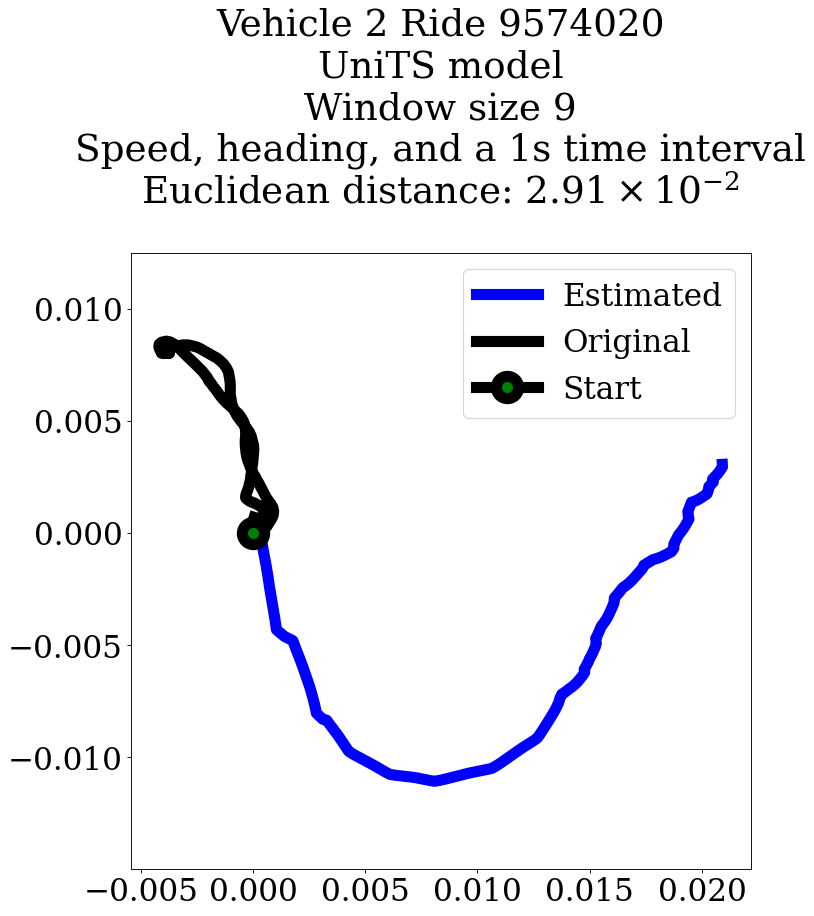 Vehicle 2 Ride 9574020
UniTS model
Window size 9
Speed, heading, and a 1s time interval
Euclidean distance: 2.91 × 10⁻²
Estimated
Original
Start
0.010
0.005
0.000
−0.005
−0.010
−0.005 0.000 0.005 0.010 0.015 0.020